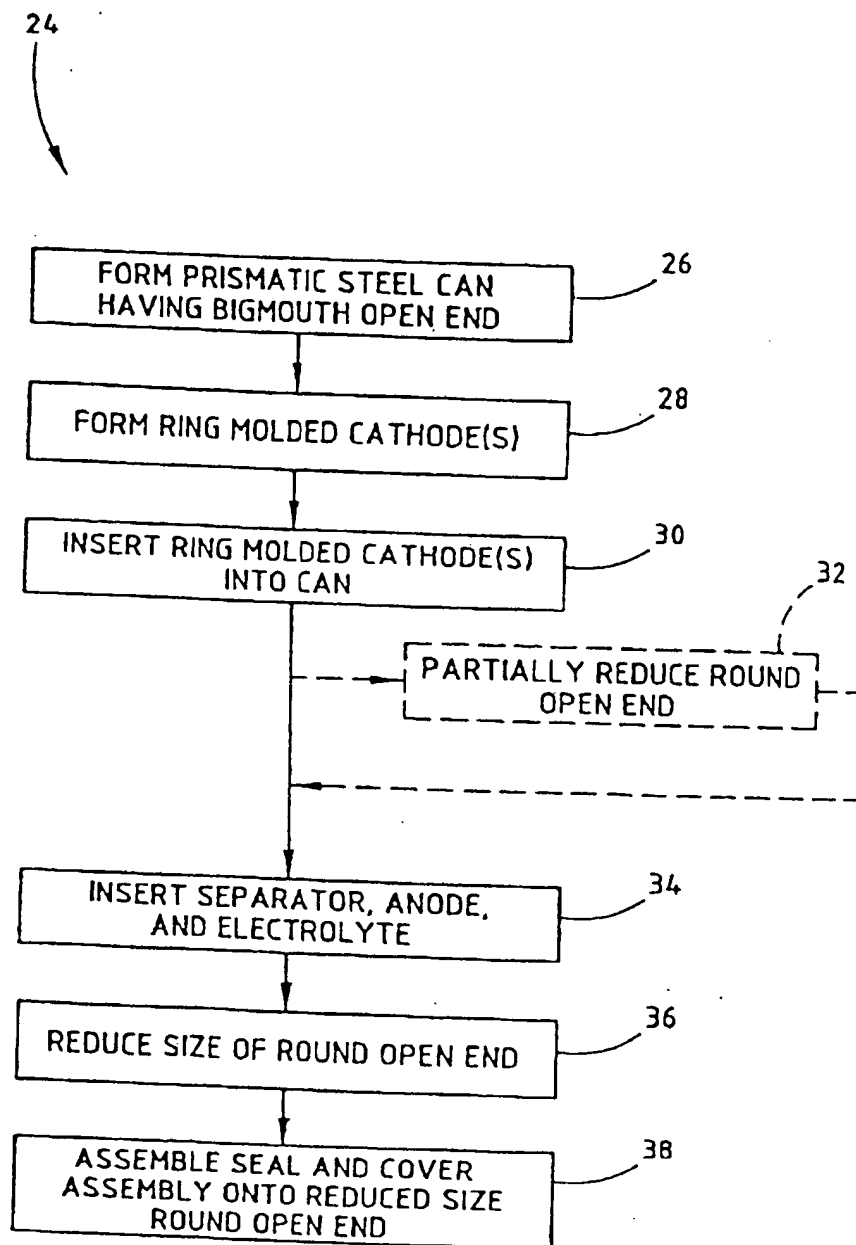 24
FORM PRISMATIC STEEL CAN
HAVING BIGMOUTH OPEN END
26
FORM RING MOLDED CATHODE(S)
28
INSERT RING MOLDED CATHODE(S)
INTO CAN
30
PARTIALLY REDUCE ROUND
OPEN END
32
INSERT SEPARATOR, ANODE,
AND ELECTROLYTE
34
REDUCE SIZE OF ROUND OPEN END
36
ASSEMBLE SEAL AND COVER
ASSEMBLY ONTO REDUCED SIZE
ROUND OPEN END
38